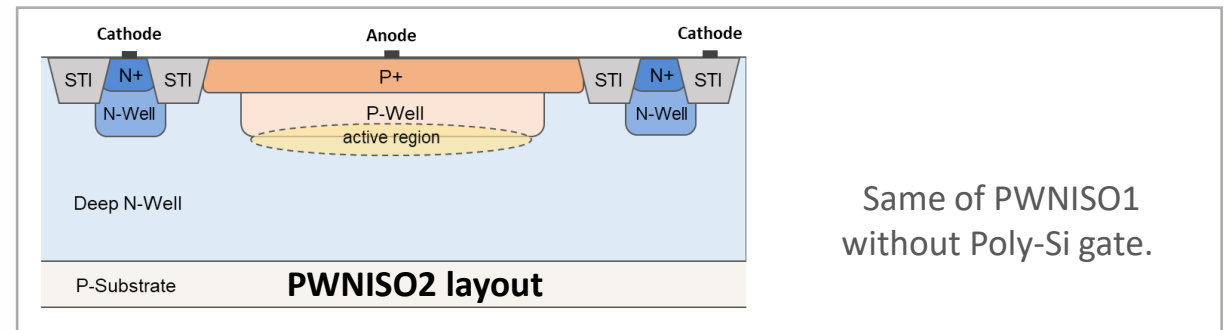 Cathode Anode Cathode
STI N+ STI P+ STI N+ STI
N-Well P-Well N-Well
active region
Deep N-Well
Same of PWNISO1
without Poly-Si gate.
P-Substrate PWNISO2 layout